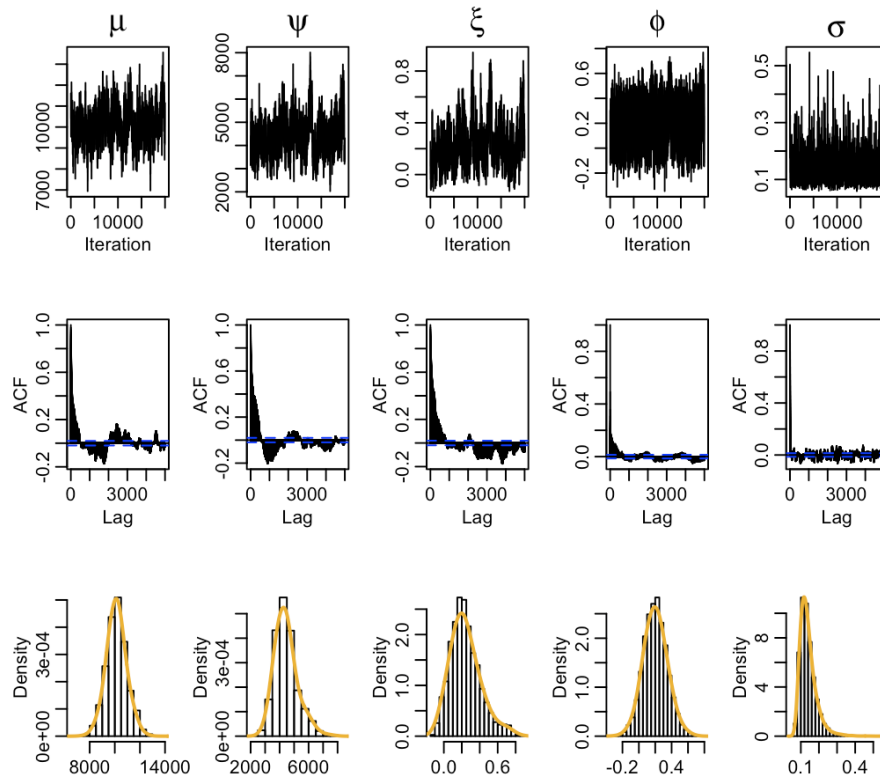 μ ψ ξ φ σ
7000 10000
2000 5000 8000
0.0 0.4 0.8
-0.2 0.2 0.6
0.1 0.3 0.5
0 10000
0 10000
0 10000
0 10000
0 10000
Iteration Iteration Iteration Iteration Iteration
ACF ACF ACF ACF ACF
-0.2 0.2 0.6 1.0
-0.2 0.2 0.6 1.0
-0.2 0.2 0.6 1.0
0.0 0.4 0.8
0.0 0.4 0.8
0 3000
0 3000
0 3000
0 3000
0 3000
Lag Lag Lag Lag Lag
Density Density Density Density Density
0e+00 3e-04
0e+00 3e-04
0.0 1.0 2.0
0.0 1.0 2.0
0 4 8
8000 14000
2000 6000
0.0 0.6
-0.2 0.4
0.1 0.4